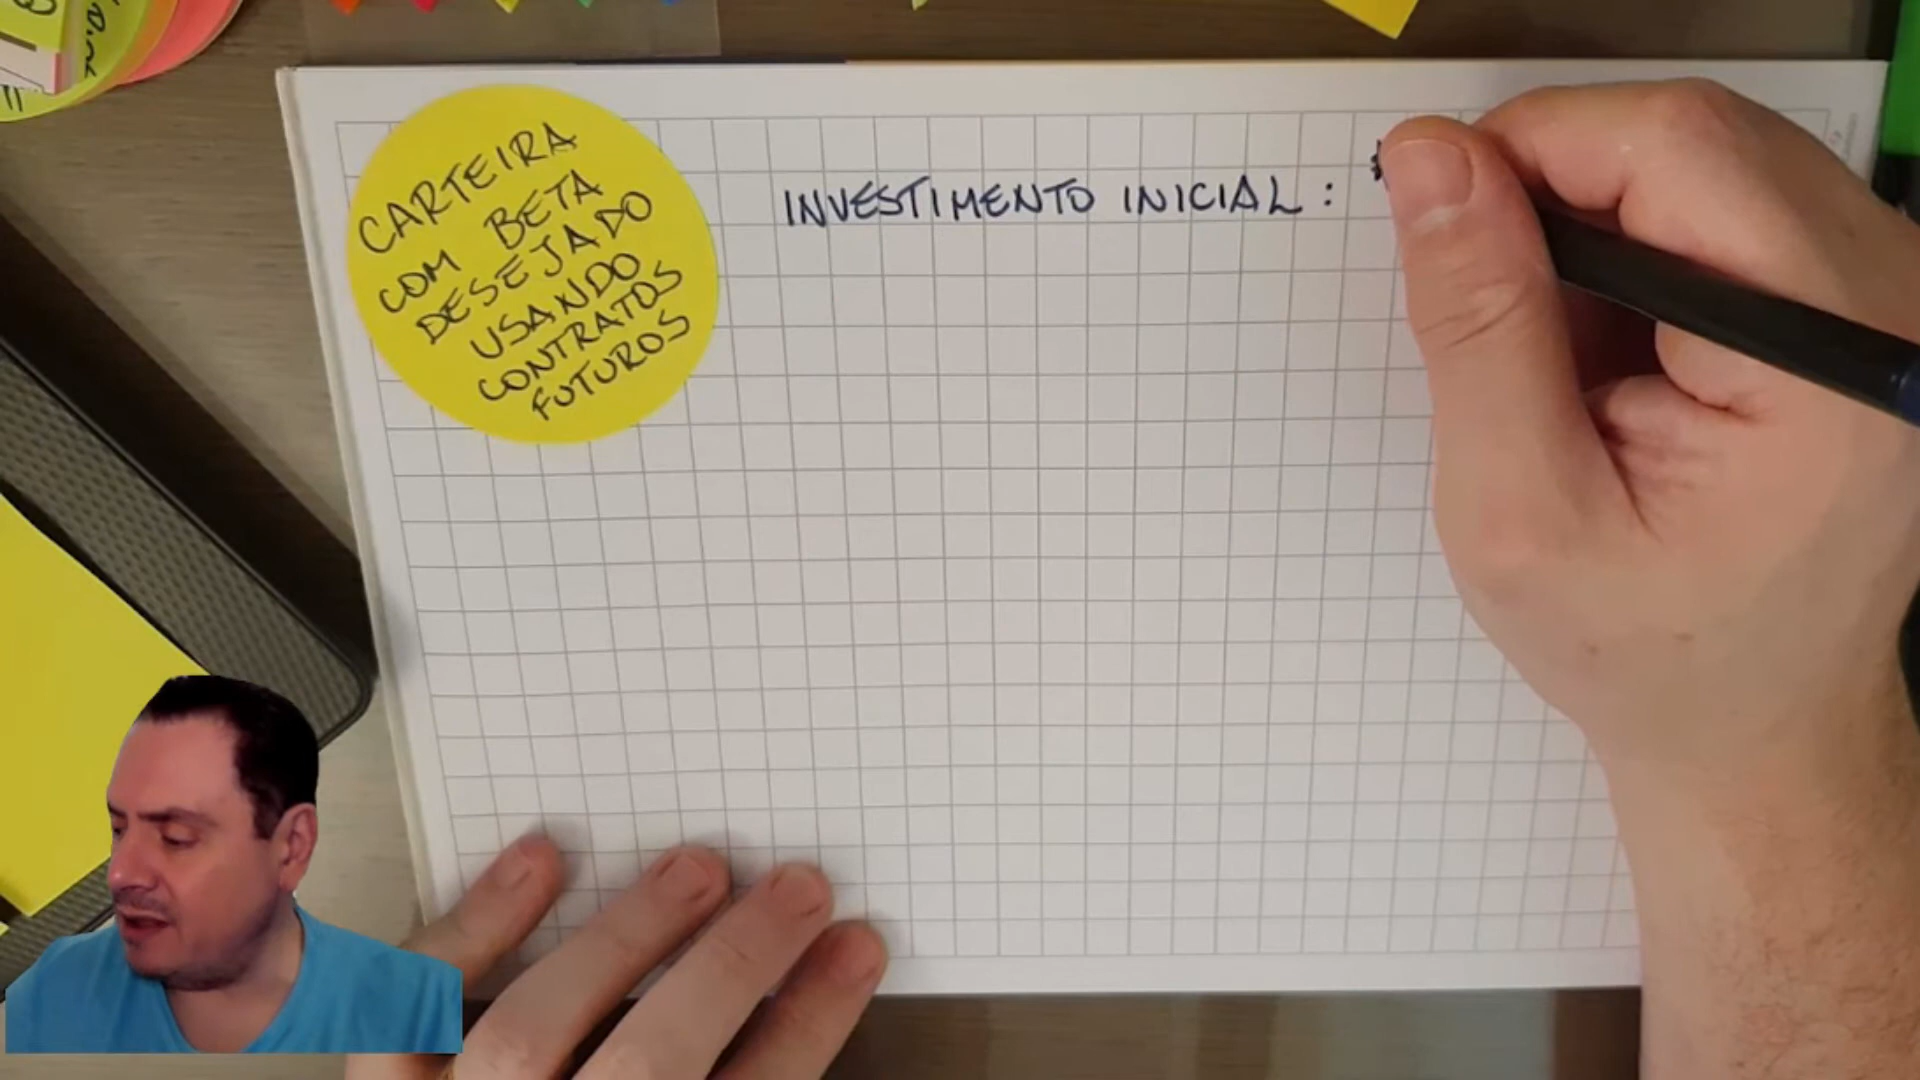 CARTEIRA
COM BETA
DESEJADO
USANDO
CONTRATOS
FUTUROS
INVESTIMENTO INICIAL :